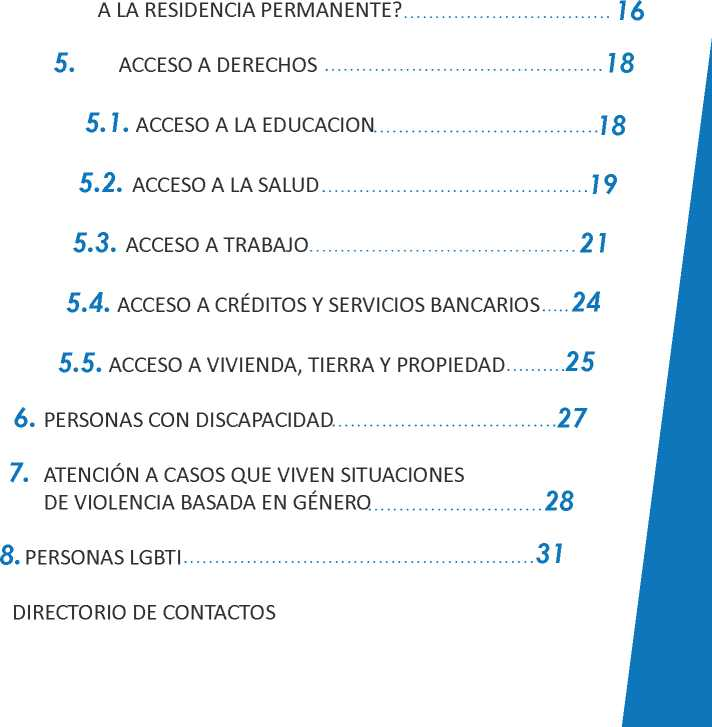 A LA RESIDENCIA PERMANENTE?................................ 16
5. ACCESO A DERECHOS ............................................ 18
5.1. ACCESO A LA EDUCACION....................................18
5.2. ACCESO A LA SALUD...........................................19
5.3. ACCESO A TRABAJO........................................... 21
5.4. ACCESO A CRÉDITOS Y SERVICIOS BANCARIOS.....24
5.5. ACCESO A VIVIENDA, TIERRA Y PROPIEDAD..........25
6. PERSONAS CON DISCAPACIDAD....................................27
7. ATENCIÓN A CASOS QUE VIVEN SITUACIONES
DE VIOLENCIA BASADA EN GÉNERO............................28
8. PERSONAS LGBTI........................................................31
DIRECTORIO DE CONTACTOS